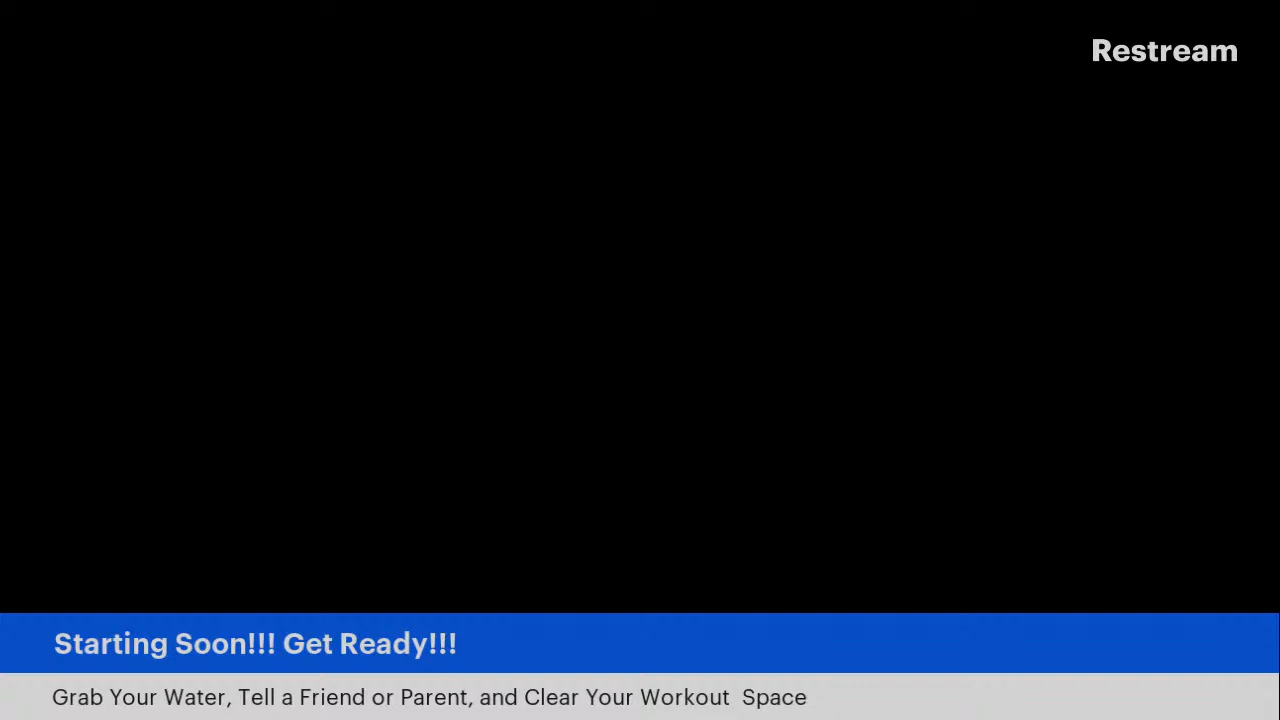 Restream
Starting Soon!!! Get Ready!!!
Grab Your Water, Tell a Friend or Parent, and Clear Your Workout  Space